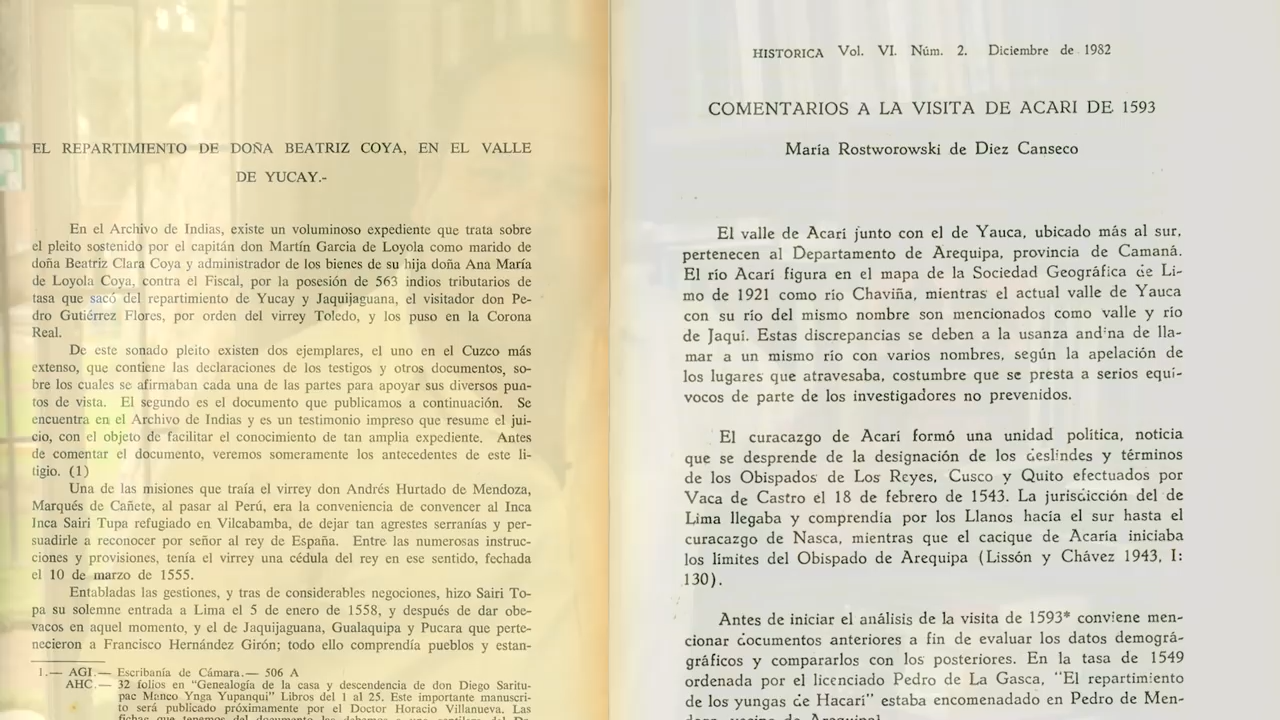 EL REPARTIMIENTO DE DOÑA BEATRIZ COYA, EN EL VALLE
DE YUCAY.-
En el Archivo de Indias, existe un voluminoso expediente que trata sobre
el pleito sostenido por el capitán don Martín Garcia de Loyola como marido de
doña Beatriz Clara Coya y administrador de los bienes de su hija doña Ana María
de Loyola Coya, contra el Fiscal, por la posesión de 563 indios tributarios de
tasa que sacó del repartimiento de Yucay y Jaquijaguana, el visitador don Pe-
dro Gutiérrez Flores, por orden del virrey Toledo, y los puso en la Corona
Real.
De este sonado pleito existen dos ejemplares, el uno en el Cuzco más
extenso, que contiene las declaraciones de los testigos y otros documentos, so-
bre los cuales se afirmaban cada una de las partes para apoyar sus diversos pun-
tos de vista. El segundo es el documento que publicamos a continuación. Se
encuentra en el Archivo de Indias y es un testimonio impreso que resume el jui-
cio, con el objeto de facilitar el conocimiento de tan amplia expediente. Antes
de comentar el documento, veremos someramente los antecedentes de este li-
tigio. (1)
Una de las misiones que traía el virrey don Andrés Hurtado de Mendoza,
Marqués de Cañete, al pasar al Perú, era la conveniencia de convencer al Inca
Inca Sairi Tupa refugiado en Vilcabamba, de dejar tan agrestes serranías y per-
suadirle a reconocer por señor al rey de España. Entre las numerosas instruc-
ciones y provisiones, tenía el virrey una cédula del rey en ese sentido, fechada
el 10 de marzo de 1555.
Entabladas las gestiones, y tras de considerables negociones, hizo Sairi To-
pa su solemne entrada a Lima el 5 de enero de 1558, y después de dar obe-
vacos en aquel momento, y el de Jaquijaguana, Gualaquipa y Pucara que perte-
necieron a Francisco Hernández Girón; todo ello comprendía pueblos y estan-
1.— AGI.— Escribanía de Cámara.— 506 A
AHC.— 32 folios en "Genealogía de la casa y descendencia de don Diego Saritu-
pac Manco Ynga Yupanqui" Libros del 1 al 25. Este importante manuscri-
to será publicado próximamente por el Doctor Horacio Villanueva. Las
HISTORICA Vol. VI. Núm. 2. Diciembre de 1982
COMENTARIOS A LA VISITA DE ACARI DE 1593
María Rostworowski de Diez Canseco
El valle de Acarí junto con el de Yauca, ubicado más al sur,
pertenecen al Departamento de Arequipa, provincia de Camaná.
El río Acarí figura en el mapa de la Sociedad Geográfica de Li-
mo de 1921 como río Chaviña, mientras el actual valle de Yauca
con su río del mismo nombre son mencionados como valle y río
de Jaqui. Estas discrepancias se deben a la usanza andina de lla-
mar a un mismo río con varios nombres, según la apelación de
los lugares que atravesaba, costumbre que se presta a serios equí-
vocos de parte de los investigadores no prevenidos.
El curacazgo de Acarí formó una unidad política, noticia
que se desprende de la designación de los deslindes y términos
de los Obispados de Los Reyes, Cusco y Quito efectuados por
Vaca de Castro el 18 de febrero de 1543. La jurisdicción del de
Lima llegaba y comprendía por los Llanos hacía el sur hasta el
curacazgo de Nasca, mientras que el cacique de Acaria iniciaba
los límites del Obispado de Arequipa (Lissón y Chávez 1943, I:
130).
Antes de iniciar el análisis de la visita de 1593* conviene men-
cionar documentos anteriores a fin de evaluar los datos demográ-
gráficos y compararlos con los posteriores. En la tasa de 1549
ordenada por el licenciado Pedro de La Gasca, "El repartimiento
de los yungas de Hacari" estaba encomendado en Pedro de Men-